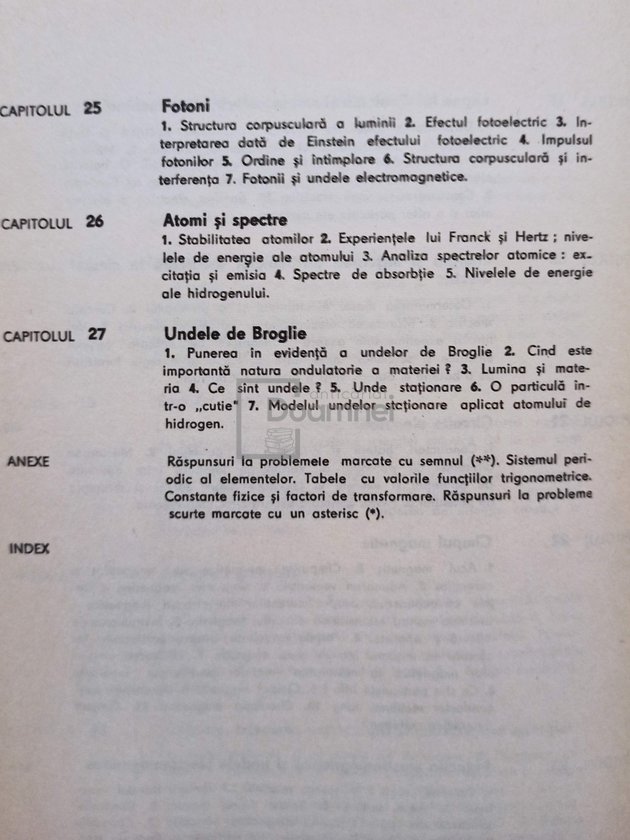 CAPITOLUL 25 Fotoni
1. Structura corpusculară a luminii 2. Efectul fotoelectric 3. In-
terpretarea dată de Einstein efectului fotoelectric 4. Impulsul
fotonilor 5. Ordine și intimplare 6. Structura corpusculară și in-
terferența 7. Fotonii și undele electromagnetice.
CAPITOLUL 26 Atomi și spectre
1. Stabilitatea atomilor 2. Experiențele lui Franck și Hertz ; nive-
lele de energie ale atomului 3. Analiza spectrelor atomice : ex-
citația și emisia 4. Spectre de absorbție 5. Nivelele de energie
ale hidrogenului.
CAPITOLUL 27 Undele de Broglie
1. Punerea in evidență a undelor de Broglie 2. Cind este
importantă natura ondulatorie a materiei ? 3. Lumina și mate-
ria 4. Ce sint undele ? 5. Unde staționare 6. O particulă in-
tr-o „cutie" 7. Modelul undelor staționare aplicat atomului de
hidrogen.
anticariat
Doamnei
ANEXE Răspunsuri la problemele marcate cu semnul (**). Sistemul peri-
odic al elementelor. Tabele cu valorile funcțiilor trigonometrice.
Constante fizice și factori de transformare. Răspunsuri la probleme
scurte marcate cu un asterisc (*).
INDEX